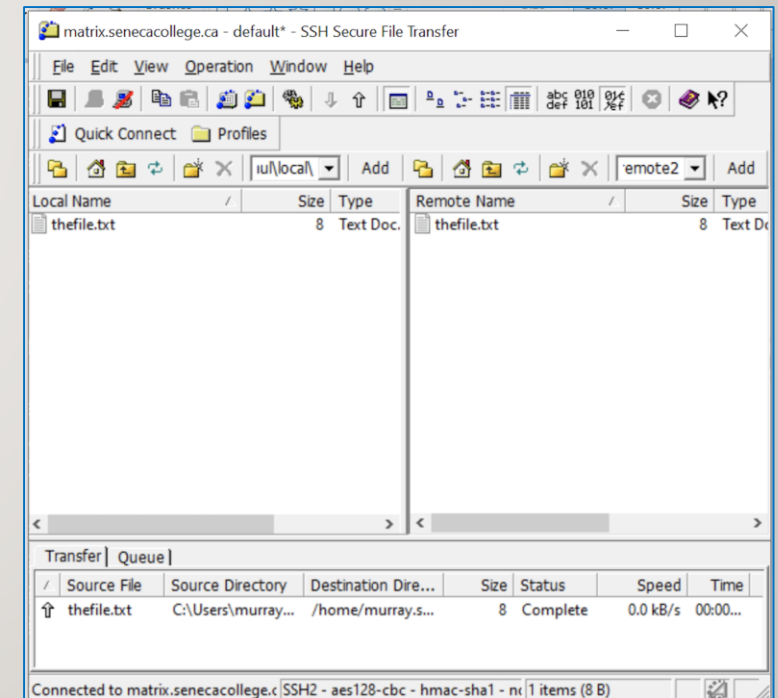 matrix.senecacollege.ca - default* - SSH Secure File Transfer
File Edit View Operation Window Help
abc def 010 101
Quick Connect Profiles
ıul\local\ Add emote2 Add
Local Name / Size Type Remote Name / Size Type
thefile.txt 8 Text Doc. thefile.txt 8 Text Do
Transfer Queue
/ Source File Source Directory Destination Dire... Size Status Speed Time
thefile.txt C:\Users\murray... /home/murray.s... 8 Complete 0.0 kB/s 00:00...
Connected to matrix.senecacollege.c SSH2 - aes128-cbc - hmac-sha1 - 1 items (8 B)